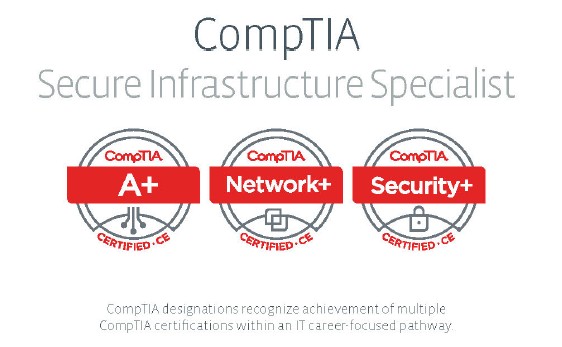 CompTIA
Secure Infrastructure Specialist
CompTIA.
A+
CERTIFIED•CE
CompTIA.
Network+
CERTIFIED•CE
CompTIA.
Security+
CERTIFIED•CE
CompTIA designations recognize achievement of multiple
CompTIA certifications within an IT career-focused pathway.